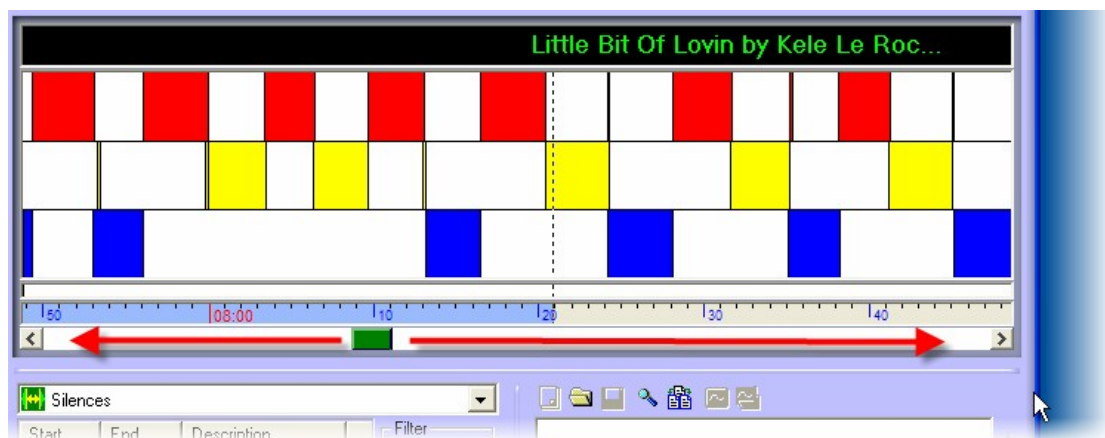 Little Bit Of Lovin by Kele Le Roc...
50 08:00 10 20 30 40
Silences
Start End Description Filter